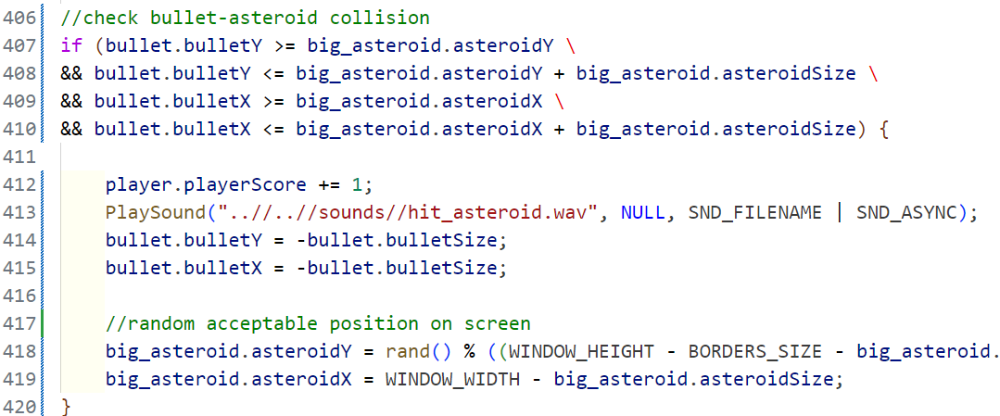 406 //check bullet-asteroid collision
407 if (bullet.bulletY >= big_asteroid.asteroidY \
408 && bullet.bulletY <= big_asteroid.asteroidY + big_asteroid.asteroidSize \
409 && bullet.bulletX >= big_asteroid.asteroidX \
410 && bullet.bulletX <= big_asteroid.asteroidX + big_asteroid.asteroidSize) {
411
412     player.playerScore += 1;
413     PlaySound("..//..//sounds//hit_asteroid.wav", NULL, SND_FILENAME | SND_ASYNC);
414     bullet.bulletY = -bullet.bulletSize;
415     bullet.bulletX = -bullet.bulletSize;
416
417     //random acceptable position on screen
418     big_asteroid.asteroidY = rand() % ((WINDOW_HEIGHT - BORDERS_SIZE - big_asteroid.
419     big_asteroid.asteroidX = WINDOW_WIDTH - big_asteroid.asteroidSize;
420 }